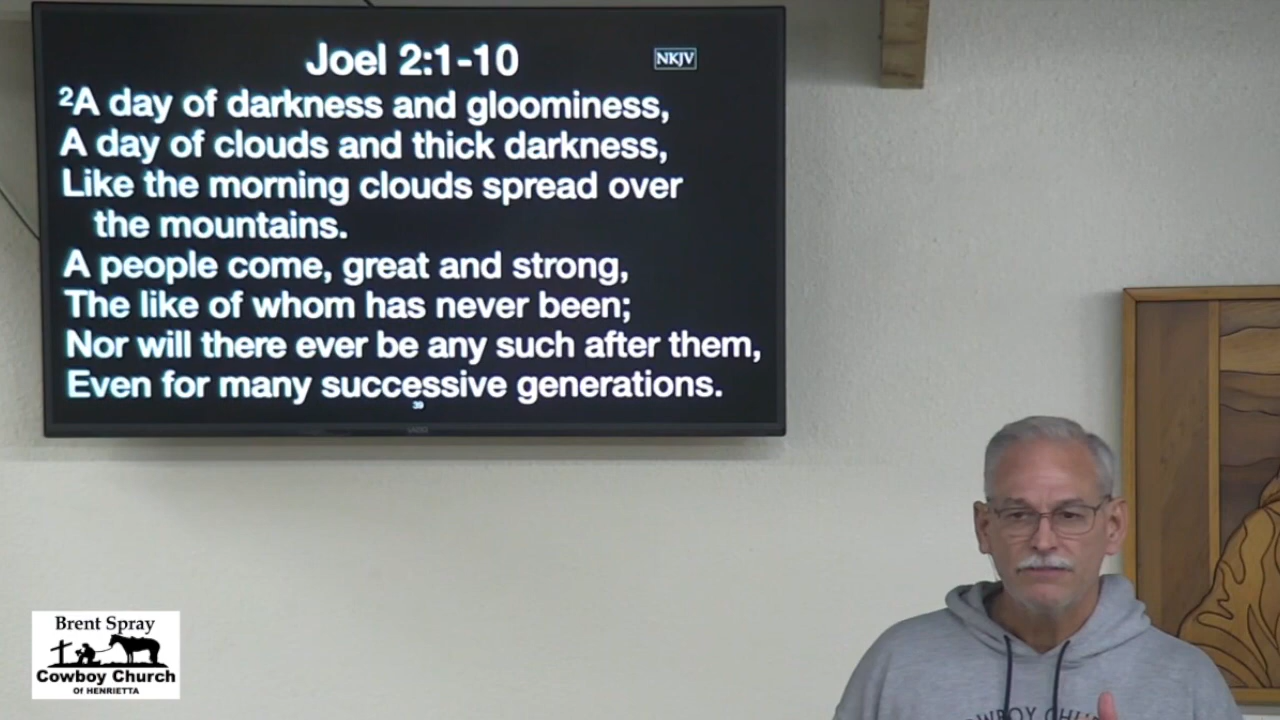 Joel 2:1-10
NKJV
²A day of darkness and gloominess,
A day of clouds and thick darkness,
Like the morning clouds spread over
the mountains.
A people come, great and strong,
The like of whom has never been;
Nor will there ever be any such after them,
Even for many successive generations.
39
Brent Spray
Cowboy Church
OF HENRIETTA